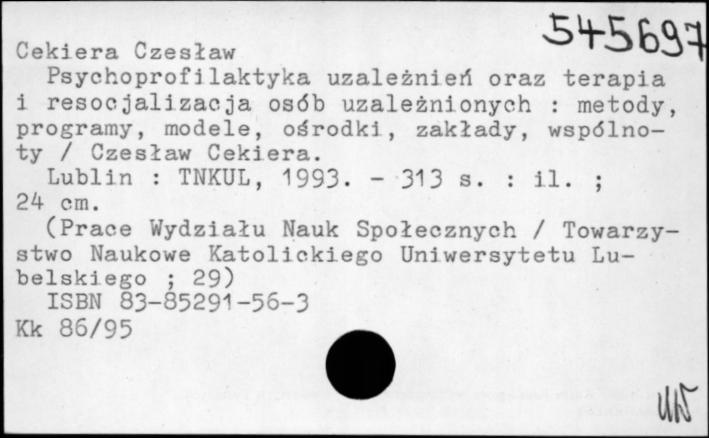 545697
Cekiera Czesław
Psychoprofilaktyka uzależnień oraz terapia
i resocjalizacja osób uzależnionych : metody,
programy, modele, ośrodki, zakłady, wspólno-
ty / Czesław Cekiera.
Lublin : TNKUL, 1993. - 313 s. : il. ;
24 cm.
(Prace Wydziału Nauk Społecznych / Towarzy-
stwo Naukowe Katolickiego Uniwersytetu Lu-
belskiego ; 29)
ISBN 83-85291-56-3
Kk 86/95